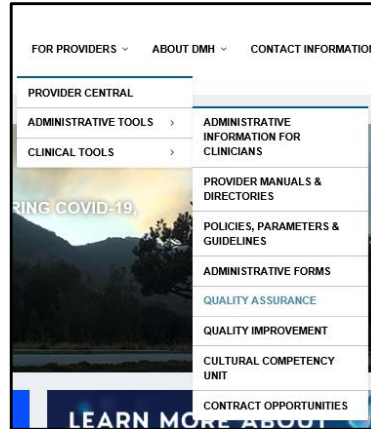 FOR PROVIDERS ABOUT DMH CONTACT INFORMATION
PROVIDER CENTRAL
ADMINISTRATIVE TOOLS
CLINICAL TOOLS
ADMINISTRATIVE
INFORMATION FOR
CLINICIANS
PROVIDER MANUALS &
DIRECTORIES
POLICIES, PARAMETERS &
GUIDELINES
ADMINISTRATIVE FORMS
QUALITY ASSURANCE
QUALITY IMPROVEMENT
CULTURAL COMPETENCY
UNIT
CONTRACT OPPORTUNITIES
RING COVID-19,
LEARN MORE ABOUT